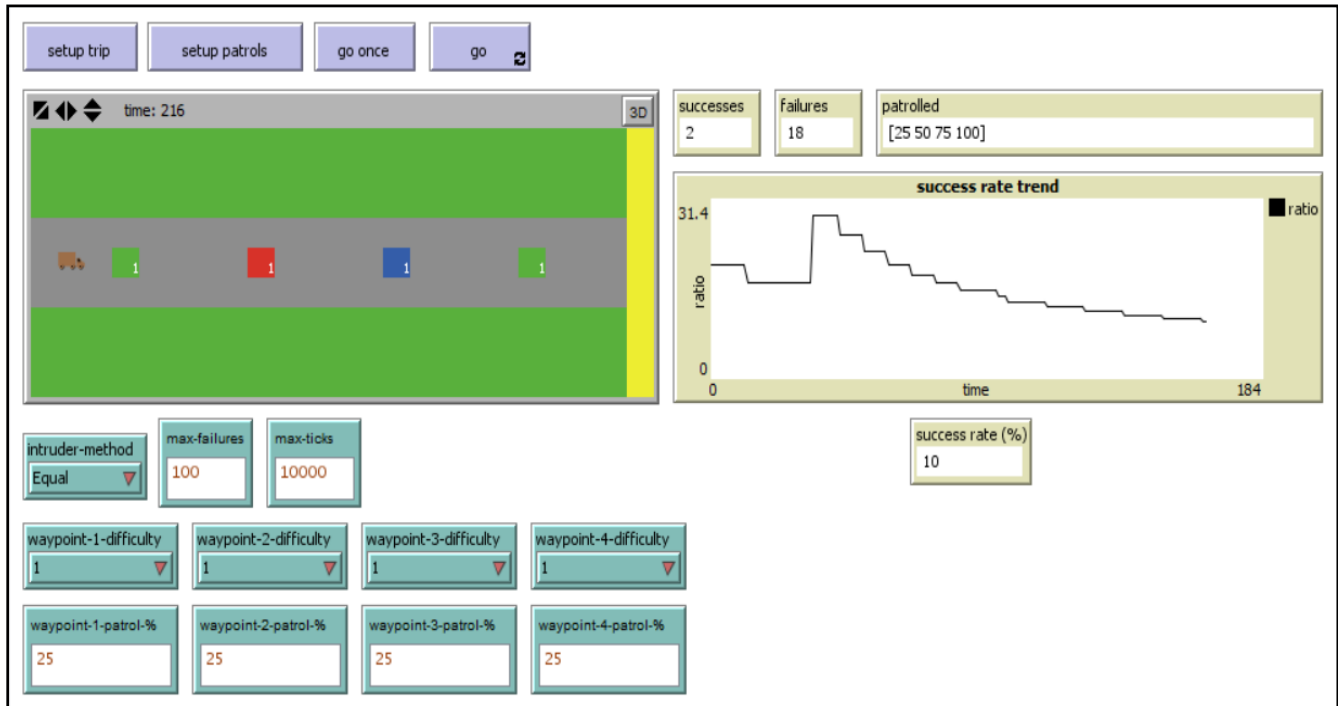 setup trip
setup patrols
go once
go
time: 216
3D
successes
2
failures
18
patrolled
[25 50 75 100]
1
1
1
1
success rate trend
31.4
ratio
0
0
time
184
ratio
intruder-method
Equal
max-failures
100
max-ticks
10000
success rate (%)
10
waypoint-1-difficulty
1
waypoint-2-difficulty
1
waypoint-3-difficulty
1
waypoint-4-difficulty
1
waypoint-1-patrol-%
25
waypoint-2-patrol-%
25
waypoint-3-patrol-%
25
waypoint-4-patrol-%
25